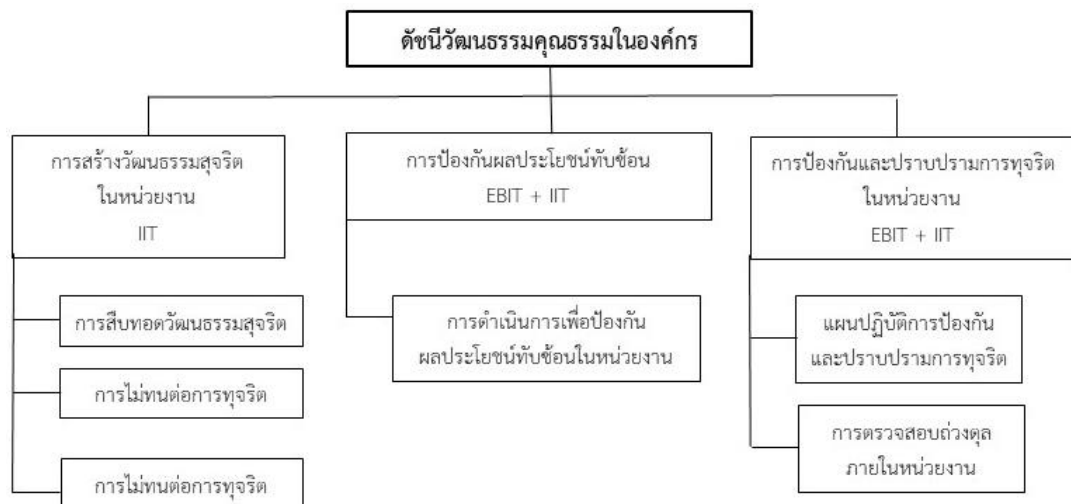 ดัชนีวัฒนธรรมคุณธรรมในองค์กร
การสร้างวัฒนธรรมสุจริต
ในหน่วยงาน
IIT
การสืบทอดวัฒนธรรมสุจริต
การไม่ทนต่อการทุจริต
การไม่ทนต่อการทุจริต
การป้องกันผลประโยชน์ทับซ้อน
EBIT + IIT
การดำเนินการเพื่อป้องกัน
ผลประโยชน์ทับซ้อนในหน่วยงาน
การป้องกันและปราบปรามการทุจริต
ในหน่วยงาน
EBIT + IIT
แผนปฏิบัติการป้องกัน
และปราบปรามการทุจริต
การตรวจสอบถ่วงดุล
ภายในหน่วยงาน